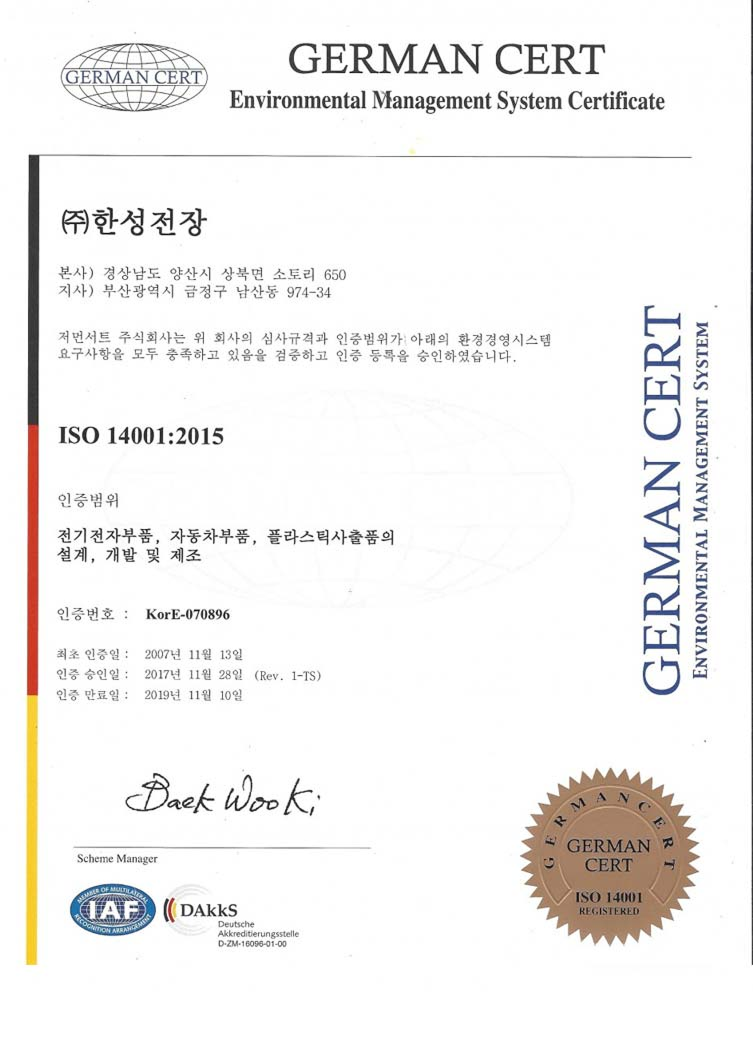 GERMAN CERT
GERMAN CERT
Environmental Management System Certificate
㈜한성전장
본사) 경상남도 양산시 상북면 소토리 650
지사) 부산광역시 금정구 남산동 974-34
저먼서트 주식회사는 위 회사의 심사규격과 인증범위가 아래의 환경경영시스템
요구사항을 모두 충족하고 있음을 검증하고 인증 등록을 승인하였습니다.
ISO 14001:2015
인증범위
전기전자부품, 자동차부품, 플라스틱사출품의
설계, 개발 및 제조
인증번호 : KorE-070896
최초 인증일 : 2007년 11월 13일
인증 승인일 : 2017년 11월 28일 (Rev. 1-TS)
인증 만료일 : 2019년 11월 10일
GERMAN CERT
ENVIRONMENTAL MANAGEMENT SYSTEM
Baek Woo Ki
Scheme Manager
MEMBER OF MULTILATERAL
IAF
RECOGNITION ARRANGEMENT
DAkkS
Deutsche
Akkreditierungsstelle
D-ZM-16096-01-00
GERMANCERT
GERMAN
CERT
ISO 14001
REGISTERED